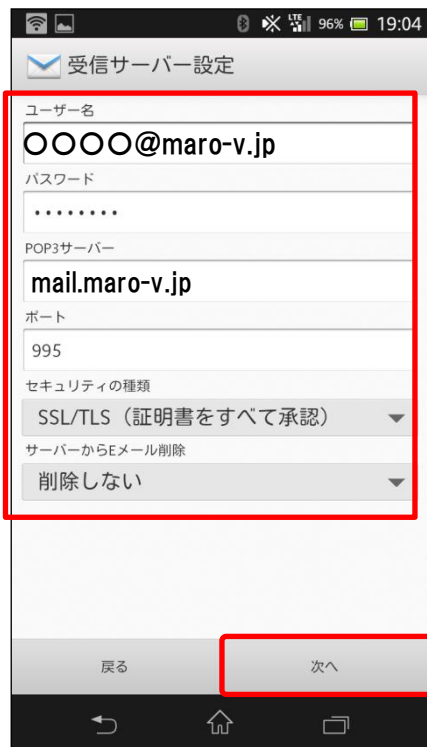 96% 19:04
受信サーバー設定
ユーザー名
〇〇〇〇@maro-v.jp
パスワード
........
POP3サーバー
mail.maro-v.jp
ポート
995
セキュリティの種類
SSL/TLS（証明書をすべて承認）
サーバーからEメール削除
削除しない
戻る 次へ